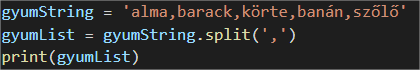 gyumString = 'alma,barack,körte,banán,szőlő'
gyumList = gyumString.split(',')
print(gyumList)